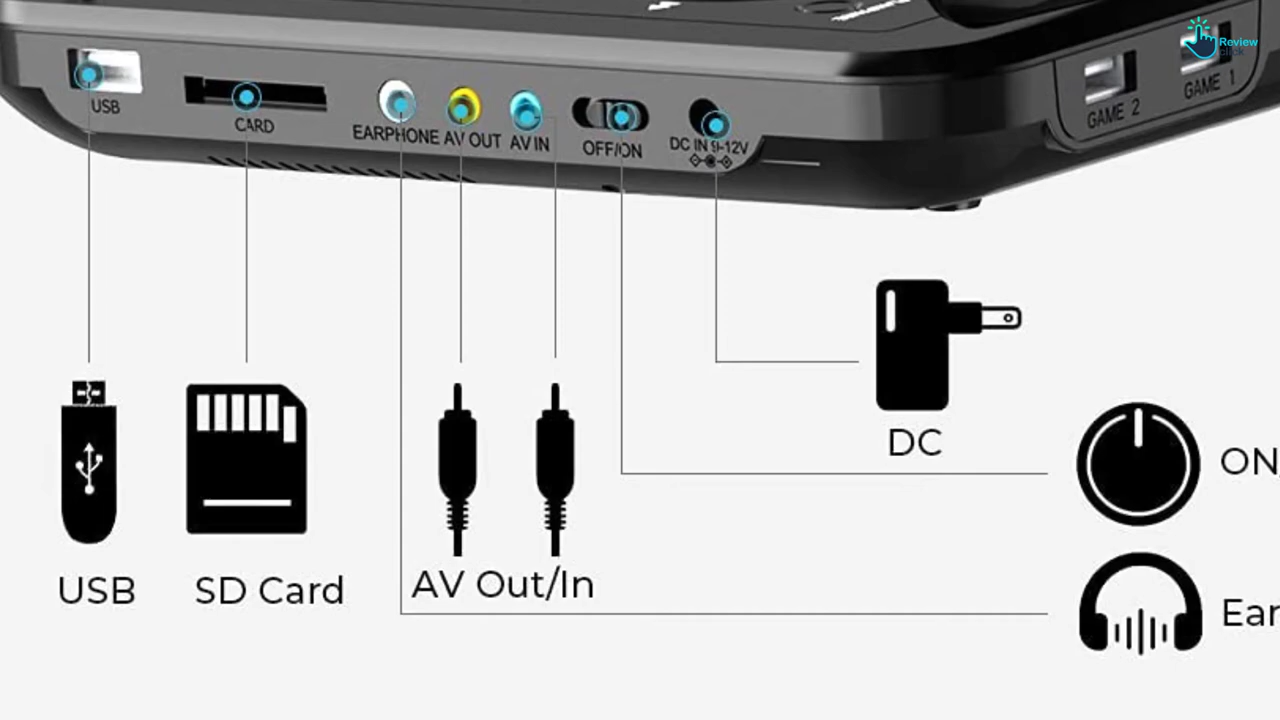 Review
click
USB
CARD
EARPHONE AV OUT AV IN
OFF/ON
DC IN 9-12V
GAME 2
GAME 1
DC
ON
USB
SD Card
AV Out/In
Ear